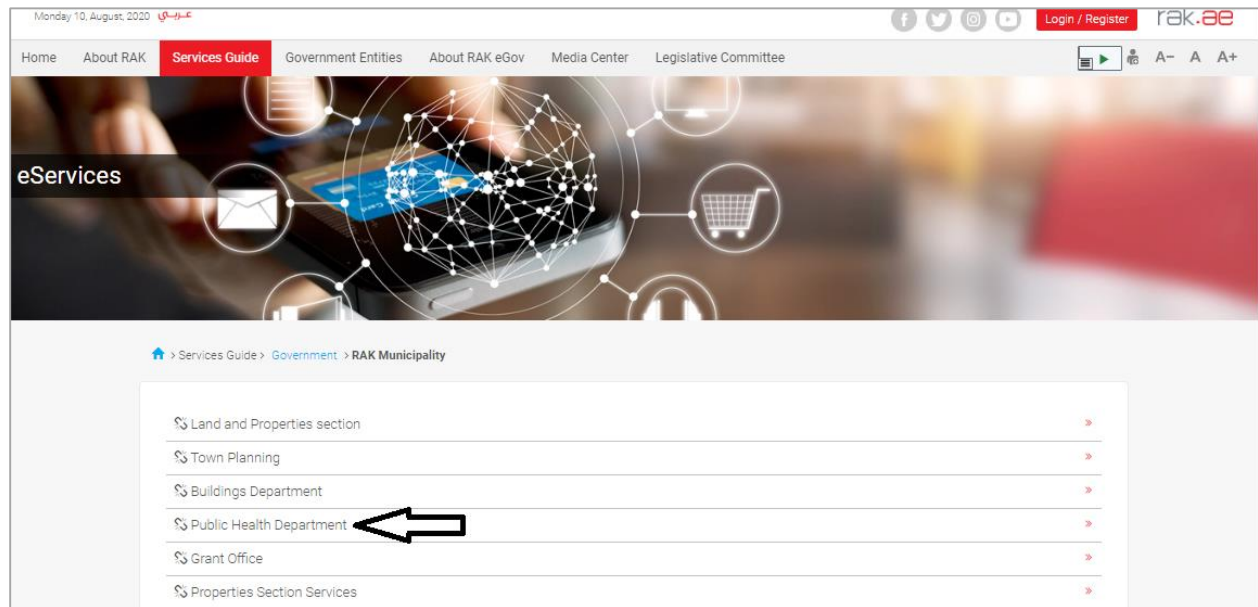 Monday 10, August, 2020 عربي
Login / Register rak.ae
Home About RAK Services Guide Government Entities About RAK eGov Media Center Legislative Committee A- A A+
eServices
> Services Guide > Government > RAK Municipality
Land and Properties section »
Town Planning »
Buildings Department »
Public Health Department »
Grant Office »
Properties Section Services »